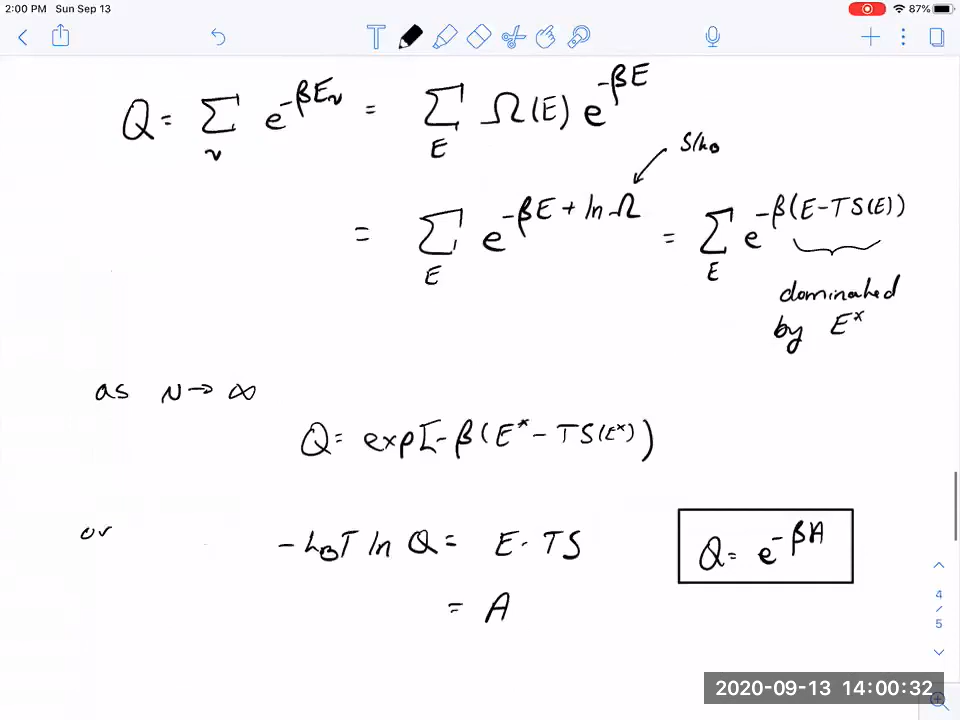 2:00 PM Sun Sep 13 87%
Q = Σ_ν e^{-βE_ν} = Σ_E Ω(E) e^{-βE}
S/k_B
= Σ_E e^{-βE + ln Ω} = Σ_E e^{-β(E-TS(E))}
dominated
by E*
as N → ∞
Q = exp[-β(E* - TS(E*))
or -k_BT ln Q = E - TS Q = e^{-βA}
= A
4
/
5
2020-09-13 14:00:32